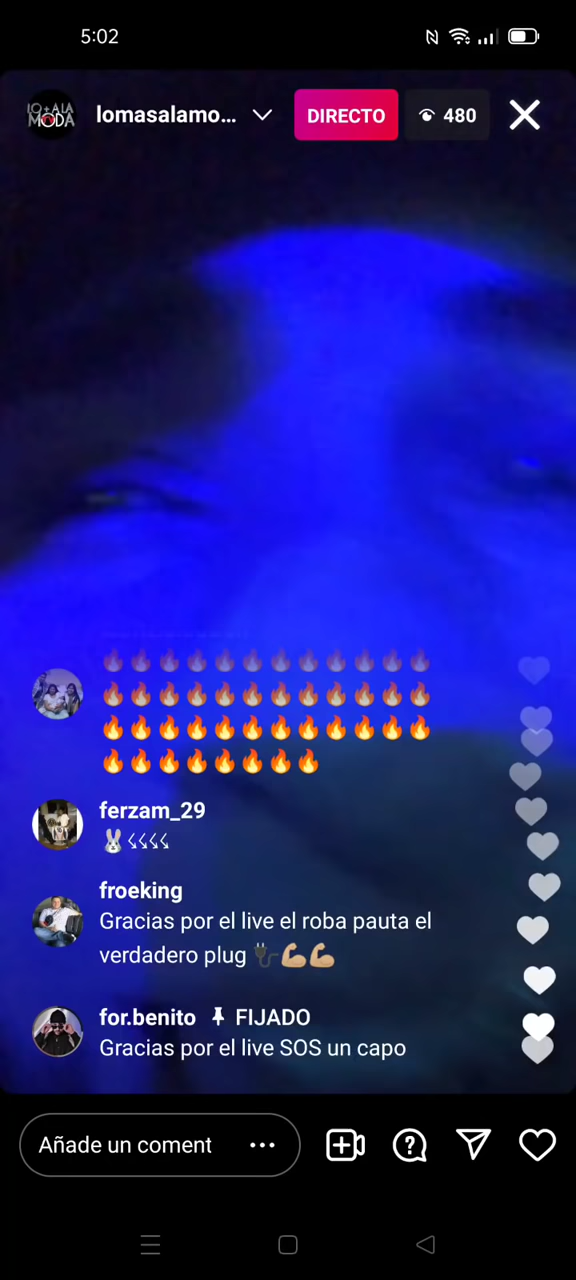 5:02
LO+ALA
MODA
lomasalamo...
DIRECTO
480
🔥🔥🔥🔥🔥🔥🔥🔥🔥🔥🔥🔥
🔥🔥🔥🔥🔥🔥🔥🔥🔥🔥🔥🔥
🔥🔥🔥🔥🔥🔥🔥🔥🔥🔥🔥🔥
🔥🔥🔥🔥🔥🔥🔥🔥
ferzam_29
🐰☇☇☇☇
froeking
Gracias por el live el roba pauta el
verdadero plug 🔌💪🏼💪🏼
for.benito 📌 FIJADO
Gracias por el live SOS un capo
Añade un coment